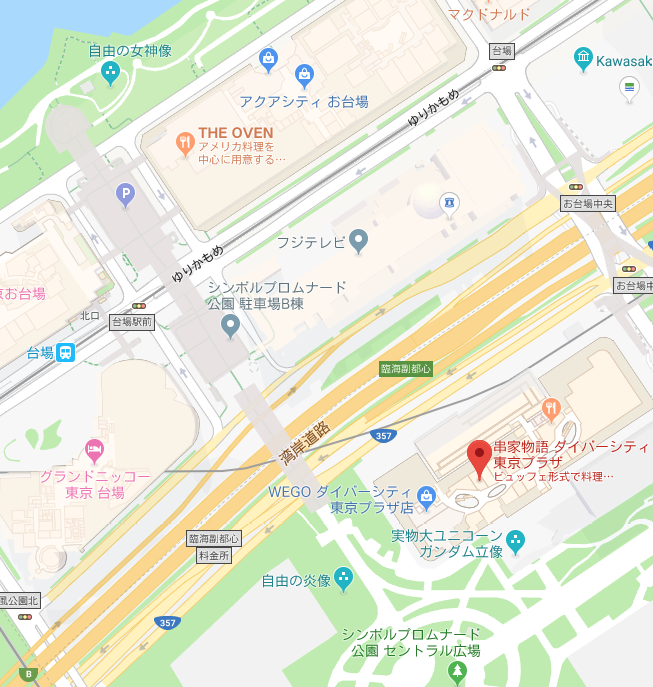 マクドナルド
自由の女神像
台場
Kawasak
アクアシティ お台場
ゆりかもめ
THE OVEN
アメリカ料理を
中心に用意する…
P
お台場中央
フジテレビ
ゆりかもめ
京お台場
シンボルプロムナード
公園 駐車場B棟
お台場中
北口
台場駅前
台場
臨海副都心
357
湾岸道路
串家物語 ダイバーシティ
東京プラザ
ビュッフェ形式で料理…
グランドニッコー
東京 台場
WEGO ダイバーシティ
東京プラザ店
臨海副都心
料金所
実物大ユニコーン
ガンダム立像
自由の炎像
風公園北
357
シンボルプロムナード
公園 セントラル広場
B